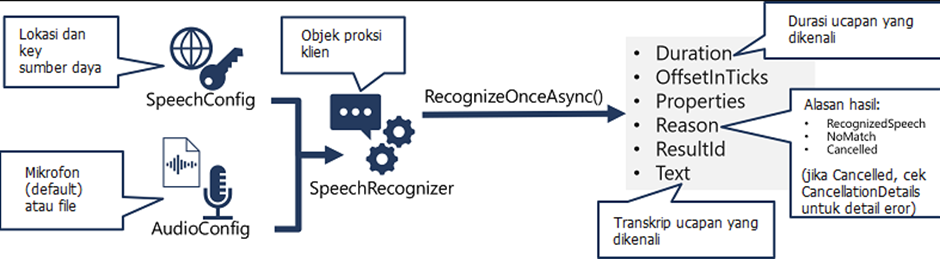 Lokasi dan
key
sumber daya
SpeechConfig
Mikrofon
(default)
atau file
AudioConfig
Objek proksi
klien
SpeechRecognizer
RecognizeOnceAsync()
Durasi ucapan yang
dikenali
• Duration
• OffsetInTicks
• Properties
• Reason
• ResultId
• Text
Alasan hasil:
• RecognizedSpeech
• NoMatch
• Cancelled
(jika Cancelled, cek
CancellationDetails
untuk detail eror)
Transkrip ucapan yang
dikenali